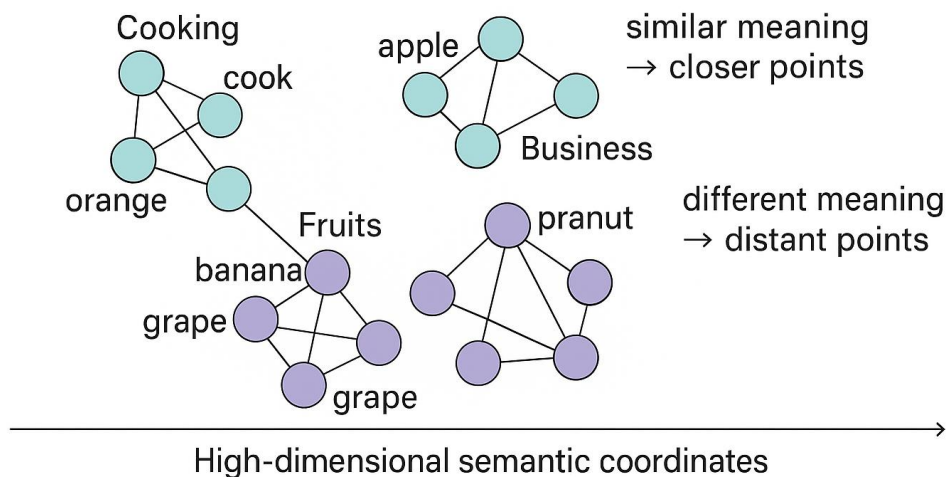 Cooking
cook
orange
apple
Business
similar meaning
→ closer points
Fruits
banana
grape
grape
pranut
different meaning
→ distant points
High-dimensional semantic coordinates